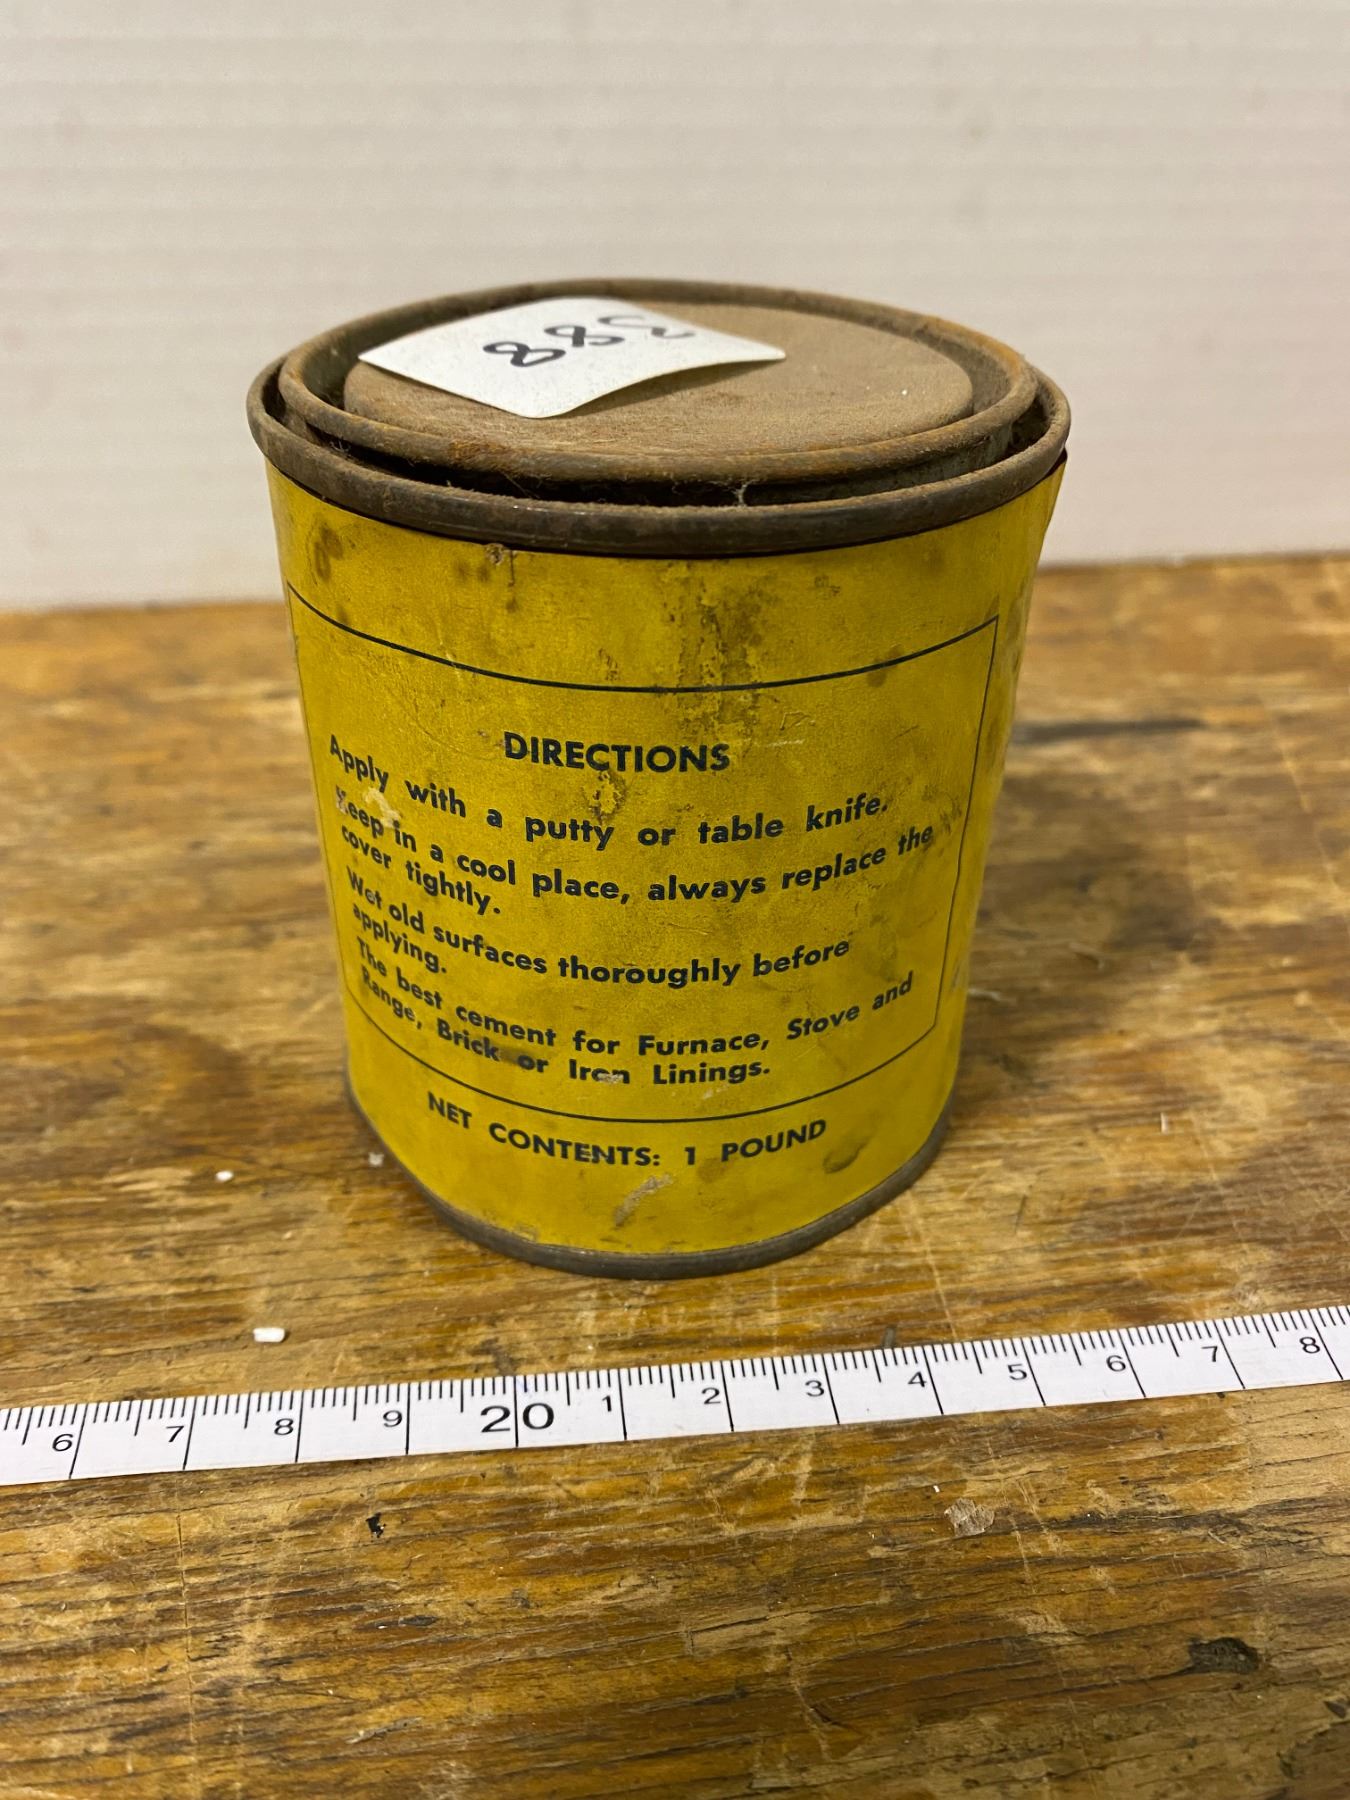 888
DIRECTIONS
Apply with a putty or table knife.
Keep in a cool place, always replace the
cover tightly.
Wet old surfaces thoroughly before
applying.
The best cement for Furnace, Stove and
Range, Brick or Iron Linings.
NET CONTENTS: 1 POUND
6 7 8 9 20 1 2 3 4 5 6 7 8